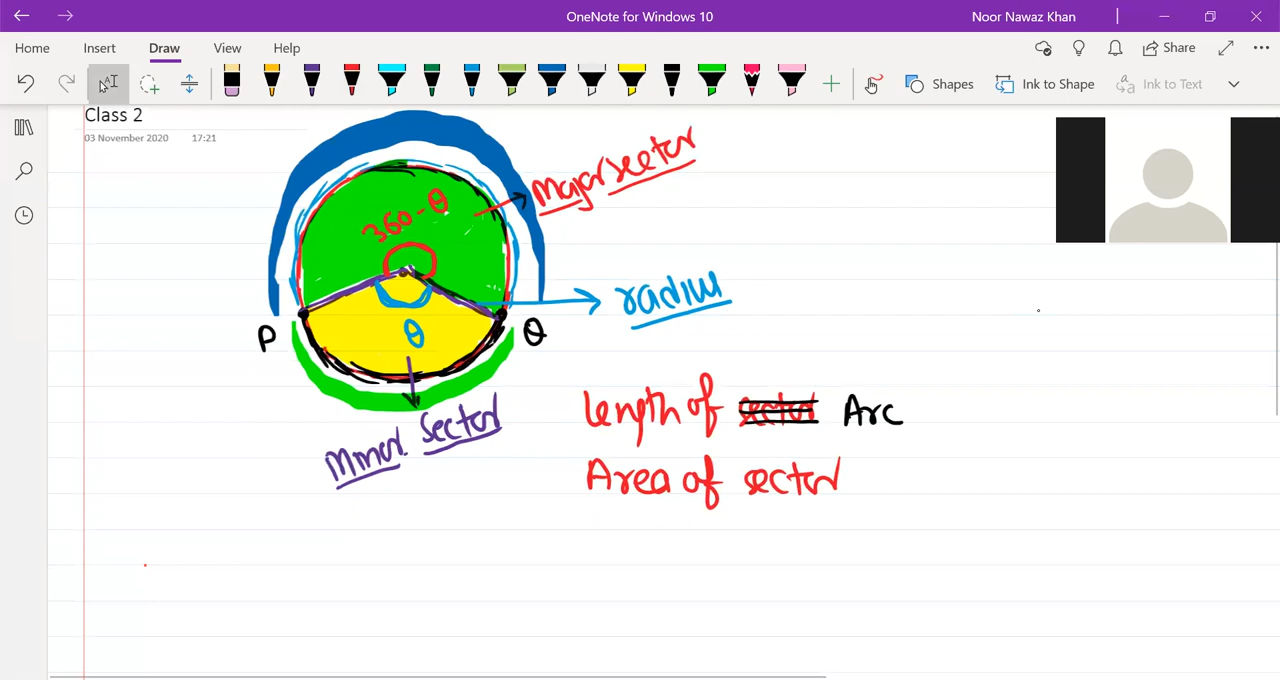 OneNote for Windows 10
Noor Nawaz Khan
Home Insert Draw View Help
Share
Shapes
Ink to Shape
Ink to Text
Class 2
03 November 2020 17:21
Major sector
360-θ
radius
P
θ
Q
Minor Sector
Length of sector Arc
Area of sector